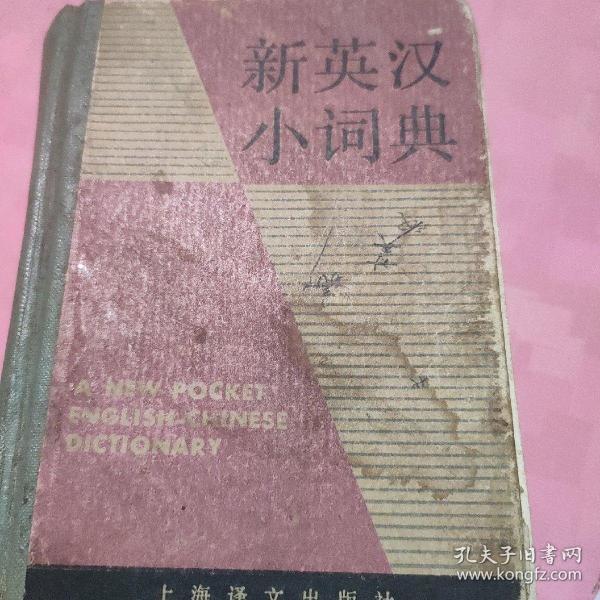 新英汉
小词典
A NEW POCKET
ENGLISH-CHINESE
DICTIONARY
上海译文出版社
孔夫子旧书网
www.kongfz.com